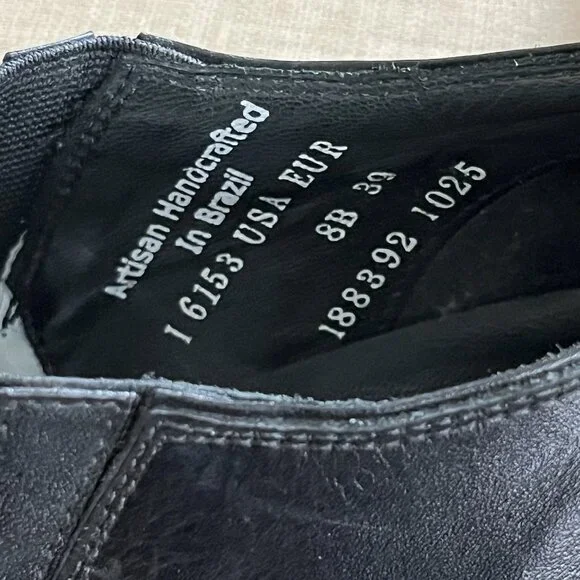 Artisan Handcrafted
In Brazil
I 6153 USA EUR
8B 39
188392 1025